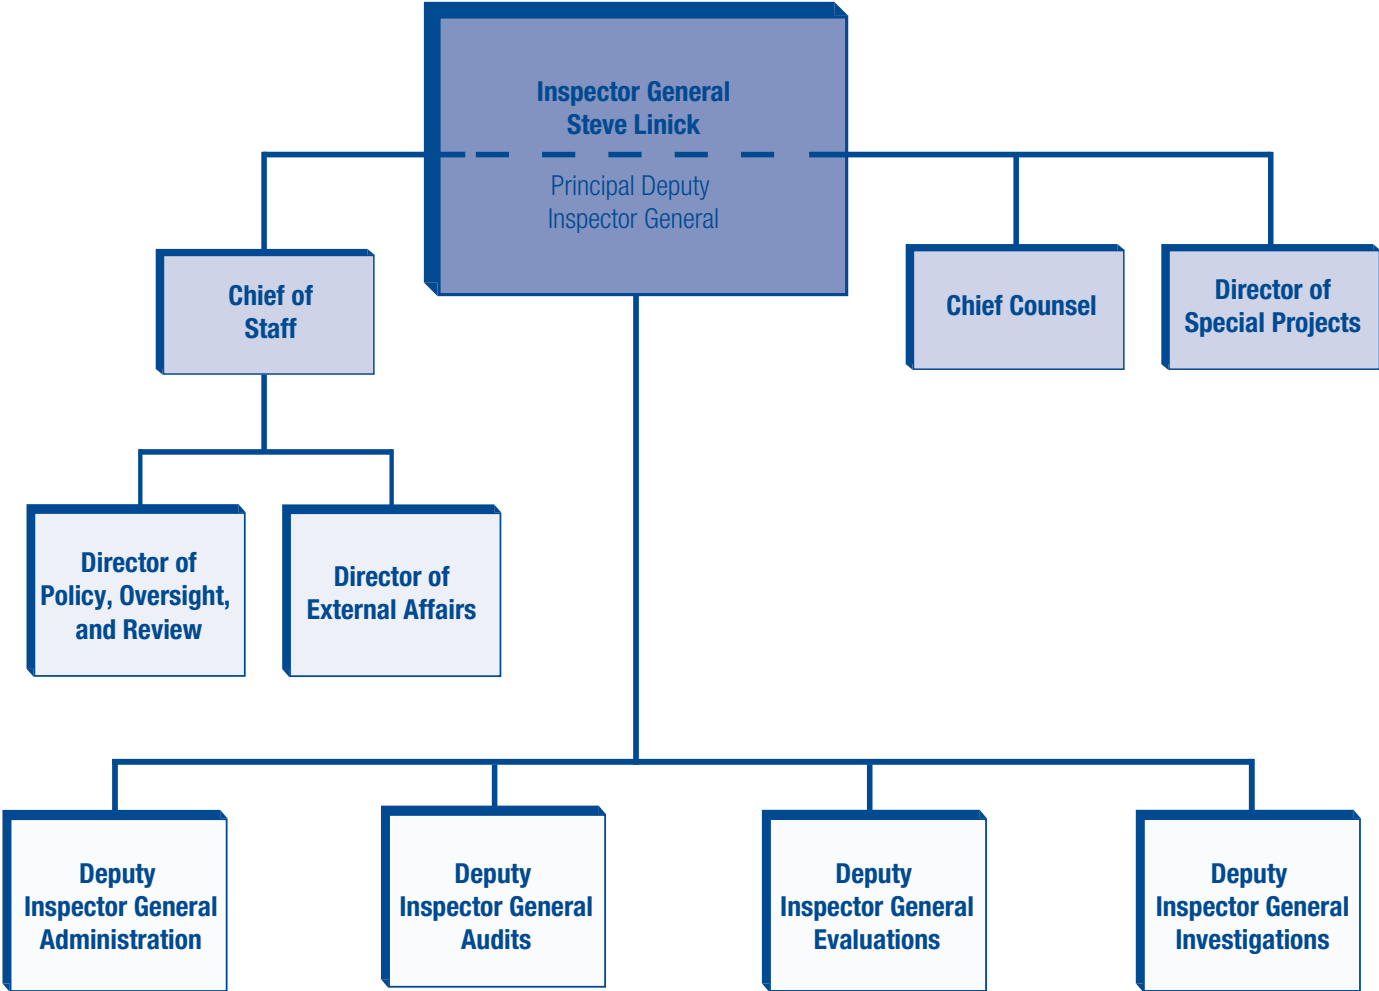 Inspector General
Steve Linick
Principal Deputy
Inspector General
Chief of
Staff
Chief Counsel
Director of
Special Projects
Director of
Policy, Oversight,
and Review
Director of
External Affairs
Deputy
Inspector General
Administration
Deputy
Inspector General
Audits
Deputy
Inspector General
Evaluations
Deputy
Inspector General
Investigations